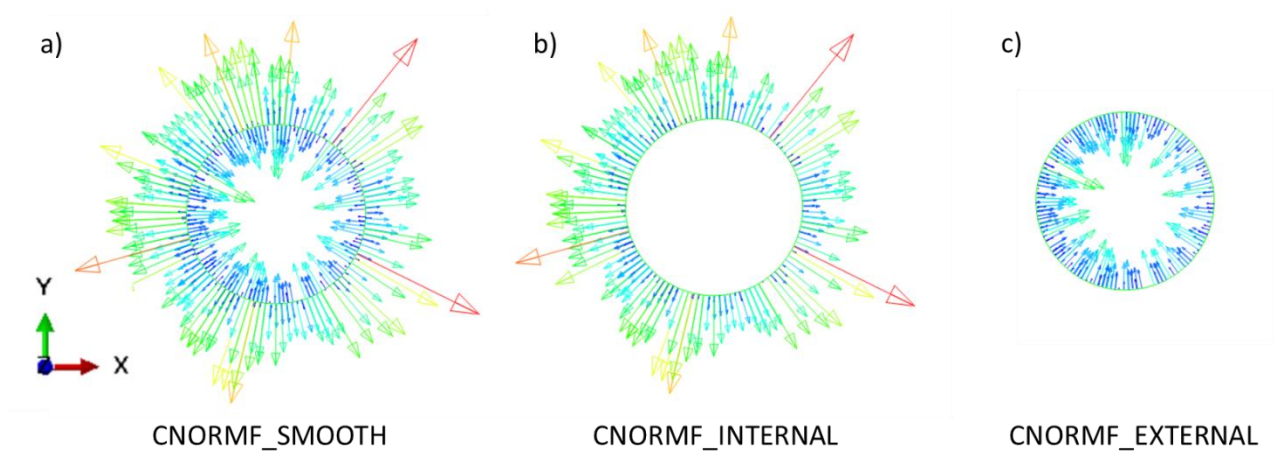 a)
b)
c)
Y
Z
X
CNORMF_SMOOTH
CNORMF_INTERNAL
CNORMF_EXTERNAL